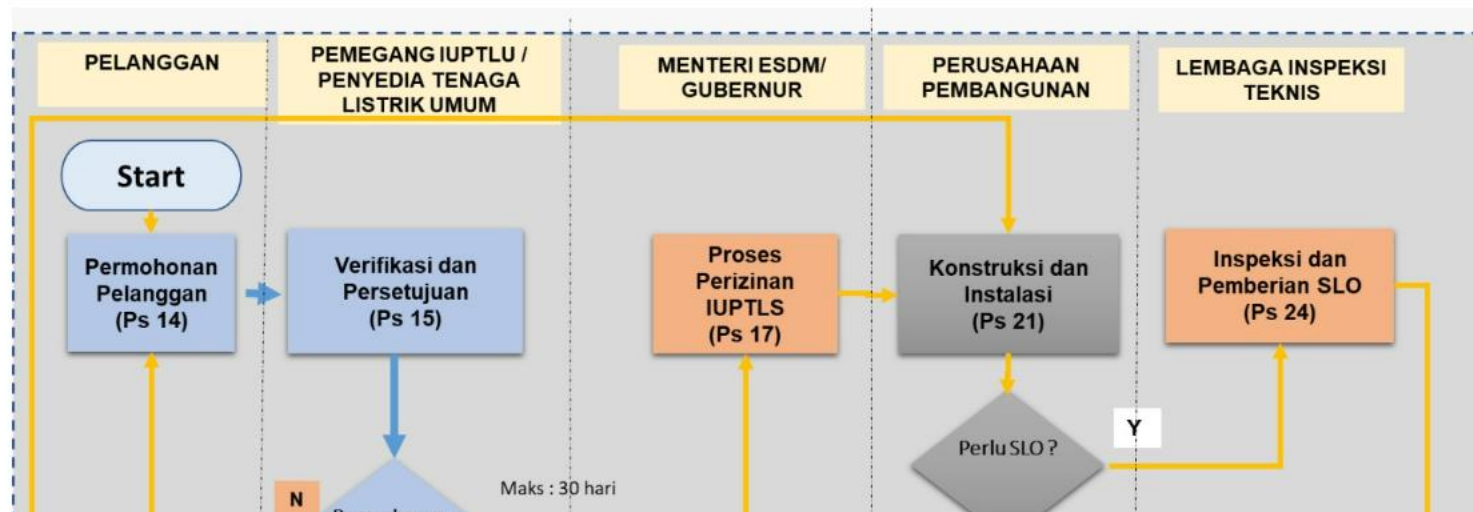 PELANGGAN
PEMEGANG IUPTLU /
PENYEDIA TENAGA
LISTRIK UMUM
MENTERI ESDM/
GUBERNUR
PERUSAHAAN
PEMBANGUNAN
LEMBAGA INSPEKSI
TEKNIS
Start
Permohonan
Pelanggan
(Ps 14)
Verifikasi dan
Persetujuan
(Ps 15)
Proses
Perizinan
IUPTLS
(Ps 17)
Konstruksi dan
Instalasi
(Ps 21)
Inspeksi dan
Pemberian SLO
(Ps 24)
Perlu SLO ?
Y
N
Maks : 30 hari